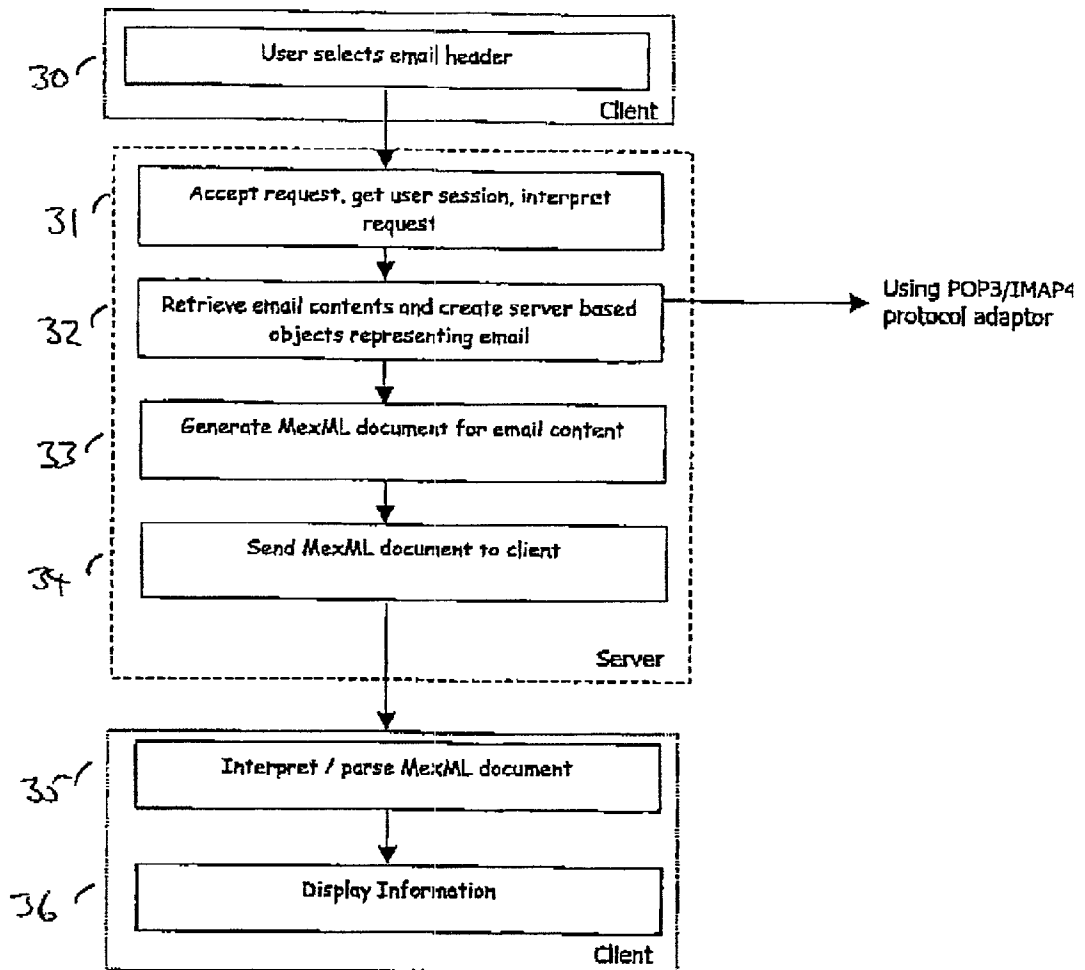 30
User selects email header
Client
31
Accept request, get user session, interpret
request
32
Retrieve email contents and create server based
objects representing email
Using POP3/IMAP4
protocol adaptor
33
Generate MexML document for email content
34
Send MexML document to client
Server
35
Interpret / parse MexML document
36
Display Information
Client